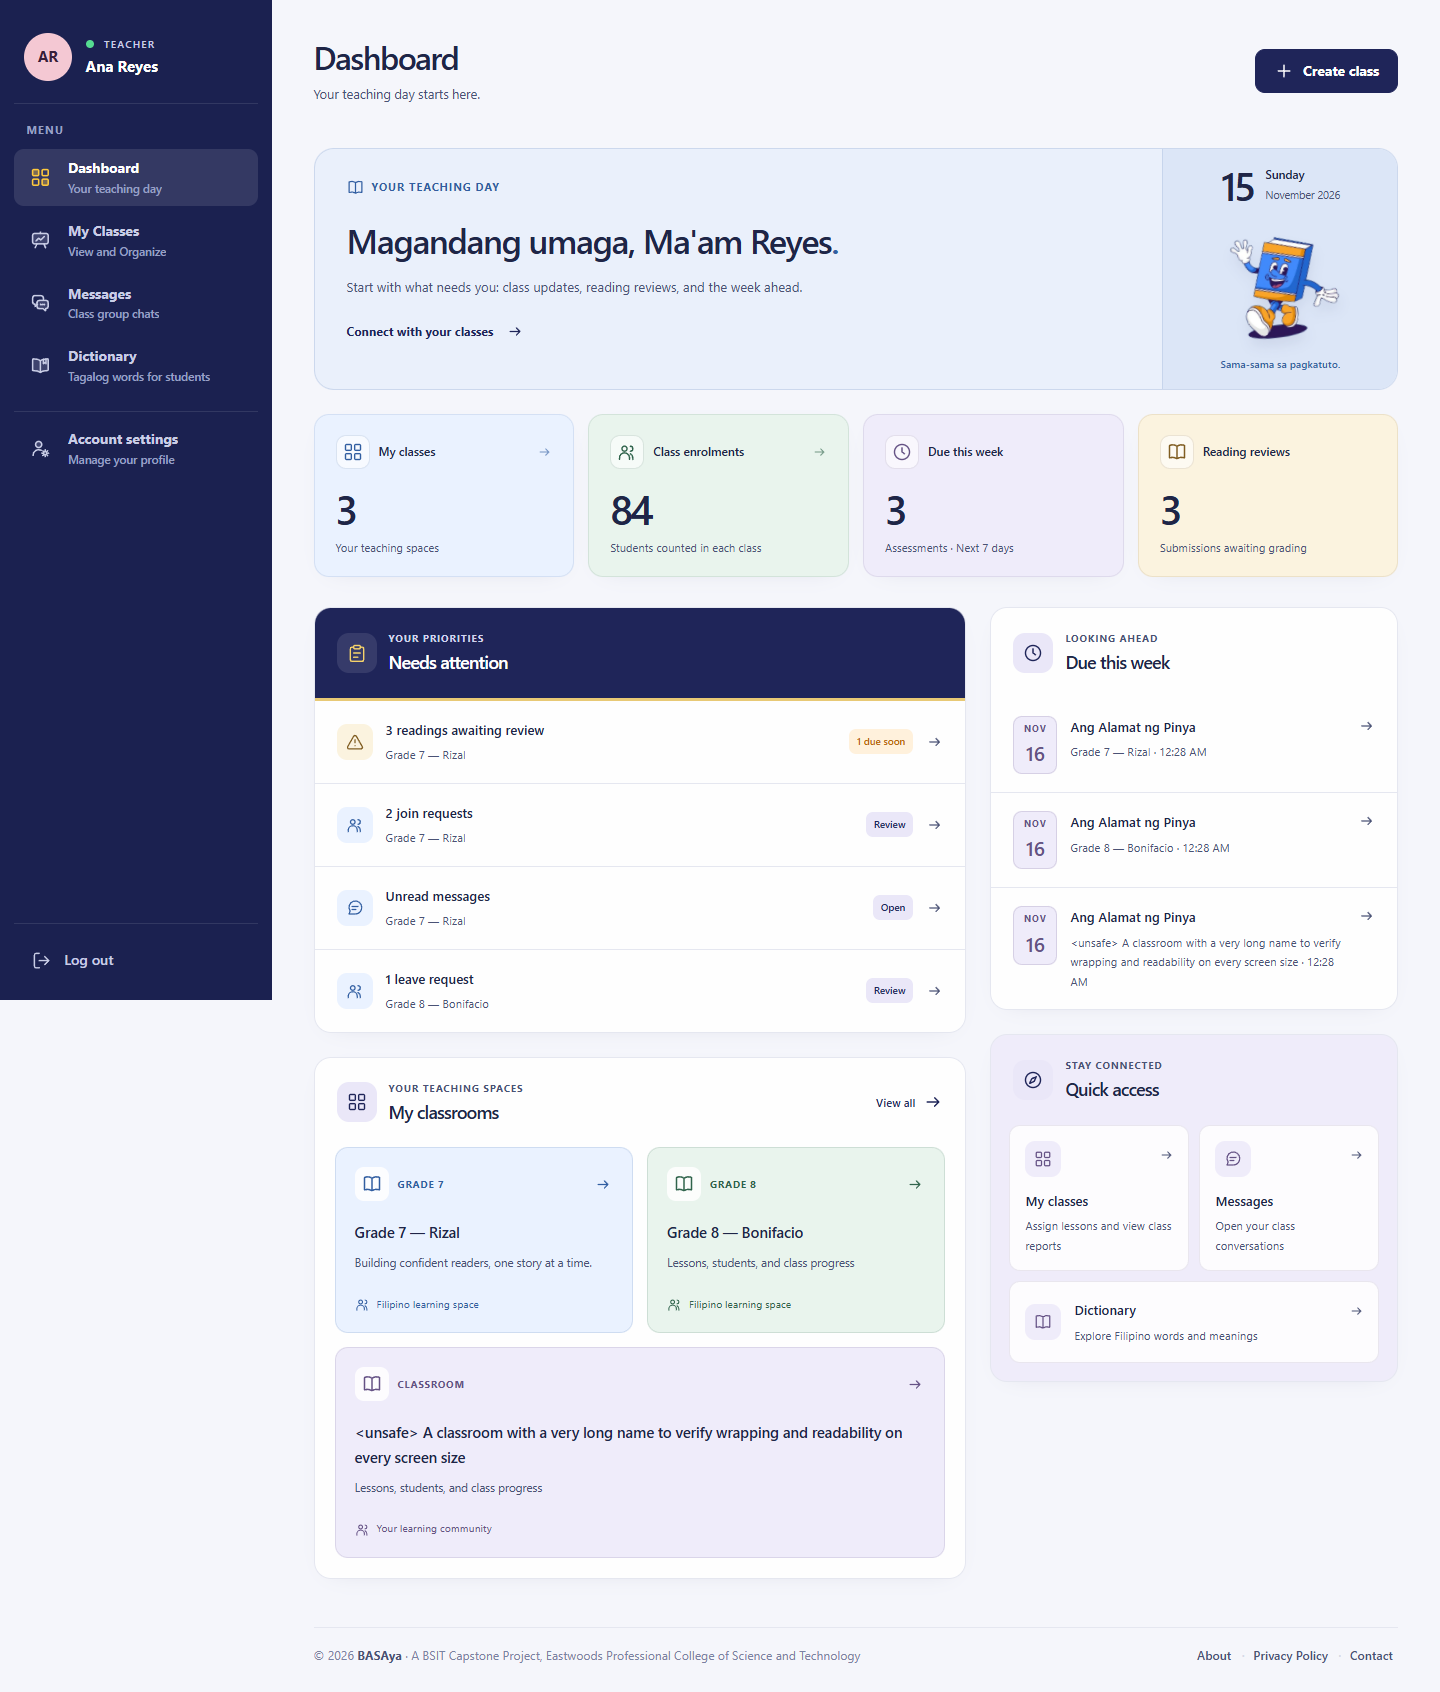 AR
TEACHER
Ana Reyes
MENU
Dashboard
Your teaching day
My Classes
View and Organize
Messages
Class group chats
Dictionary
Tagalog words for students
Account settings
Manage your profile
Log out
Dashboard
Your teaching day starts here.
Create class
YOUR TEACHING DAY
Magandang umaga, Ma'am Reyes.
Start with what needs you: class updates, reading reviews, and the week ahead.
Connect with your classes
15
Sunday
November 2026
Sama-sama sa pagkatuto.
My classes
3
Your teaching spaces
Class enrolments
84
Students counted in each class
Due this week
3
Assessments · Next 7 days
Reading reviews
3
Submissions awaiting grading
YOUR PRIORITIES
Needs attention
3 readings awaiting review
Grade 7 — Rizal
1 due soon
2 join requests
Grade 7 — Rizal
Review
Unread messages
Grade 7 — Rizal
Open
1 leave request
Grade 8 — Bonifacio
Review
LOOKING AHEAD
Due this week
NOV
16
Ang Alamat ng Pinya
Grade 7 — Rizal · 12:28 AM
NOV
16
Ang Alamat ng Pinya
Grade 8 — Bonifacio · 12:28 AM
NOV
16
Ang Alamat ng Pinya
<unsafe> A classroom with a very long name to verify
wrapping and readability on every screen size · 12:28
AM
YOUR TEACHING SPACES
My classrooms
View all
GRADE 7
Grade 7 — Rizal
Building confident readers, one story at a time.
Filipino learning space
GRADE 8
Grade 8 — Bonifacio
Lessons, students, and class progress
Filipino learning space
CLASSROOM
<unsafe> A classroom with a very long name to verify wrapping and readability on
every screen size
Lessons, students, and class progress
Your learning community
STAY CONNECTED
Quick access
My classes
Assign lessons and view class
reports
Messages
Open your class
conversations
Dictionary
Explore Filipino words and meanings
© 2026 BASAya · A BSIT Capstone Project, Eastwoods Professional College of Science and Technology
About · Privacy Policy · Contact